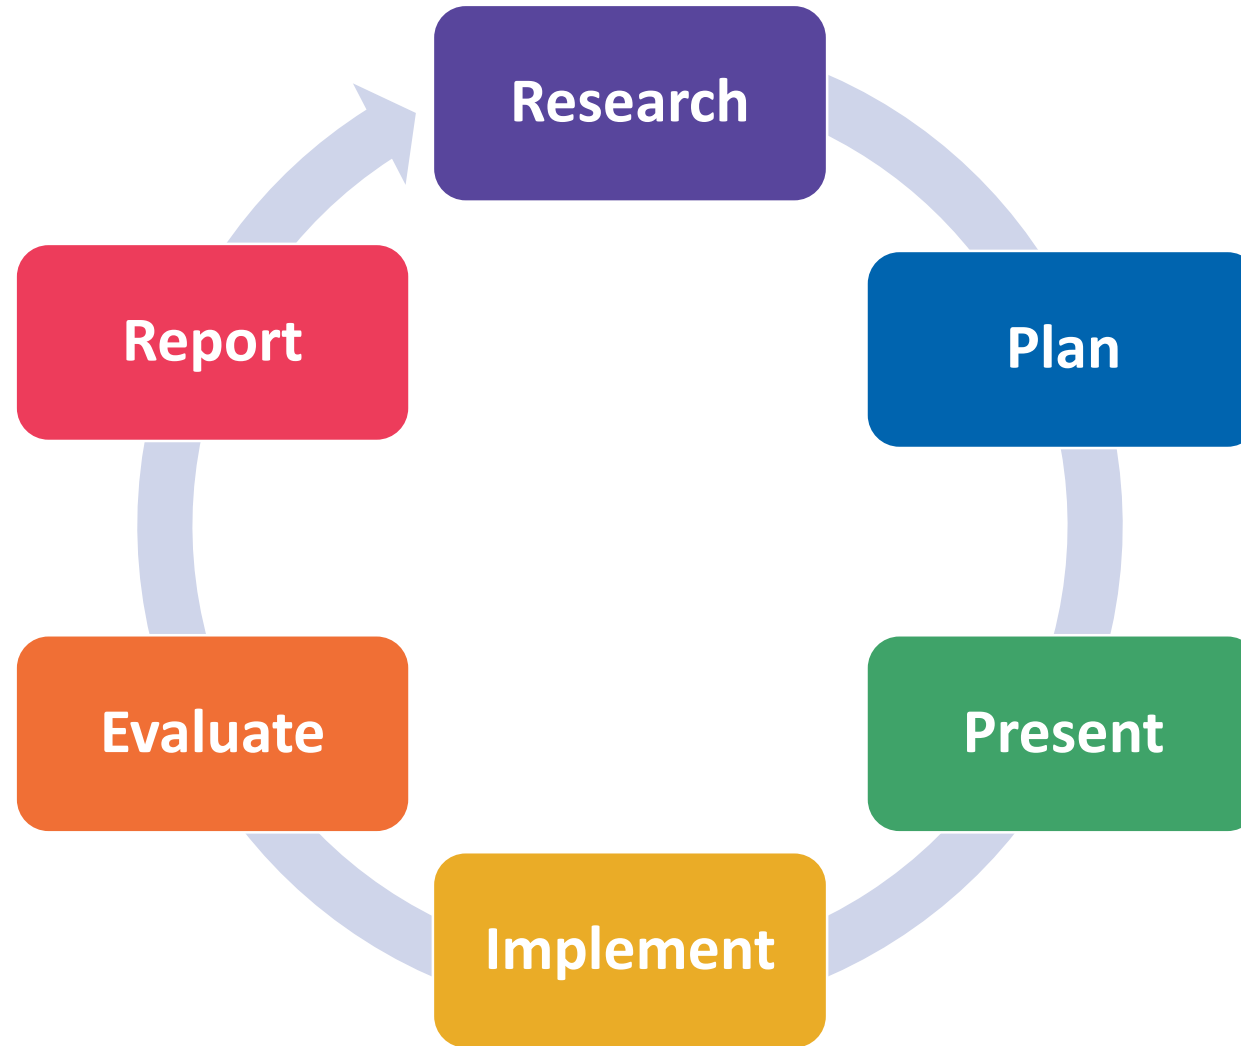 Research
Plan
Present
Implement
Evaluate
Report